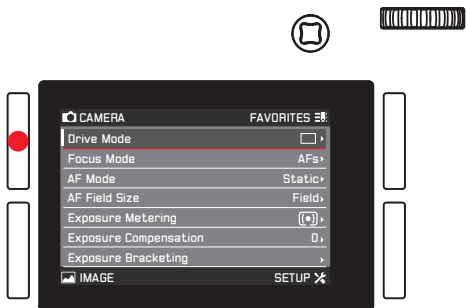 CAMERA FAVORITES
Drive Mode
Focus Mode AFs
AF Mode Static
AF Field Size Field
Exposure Metering
Exposure Compensation 0
Exposure Bracketing
IMAGE SETUP